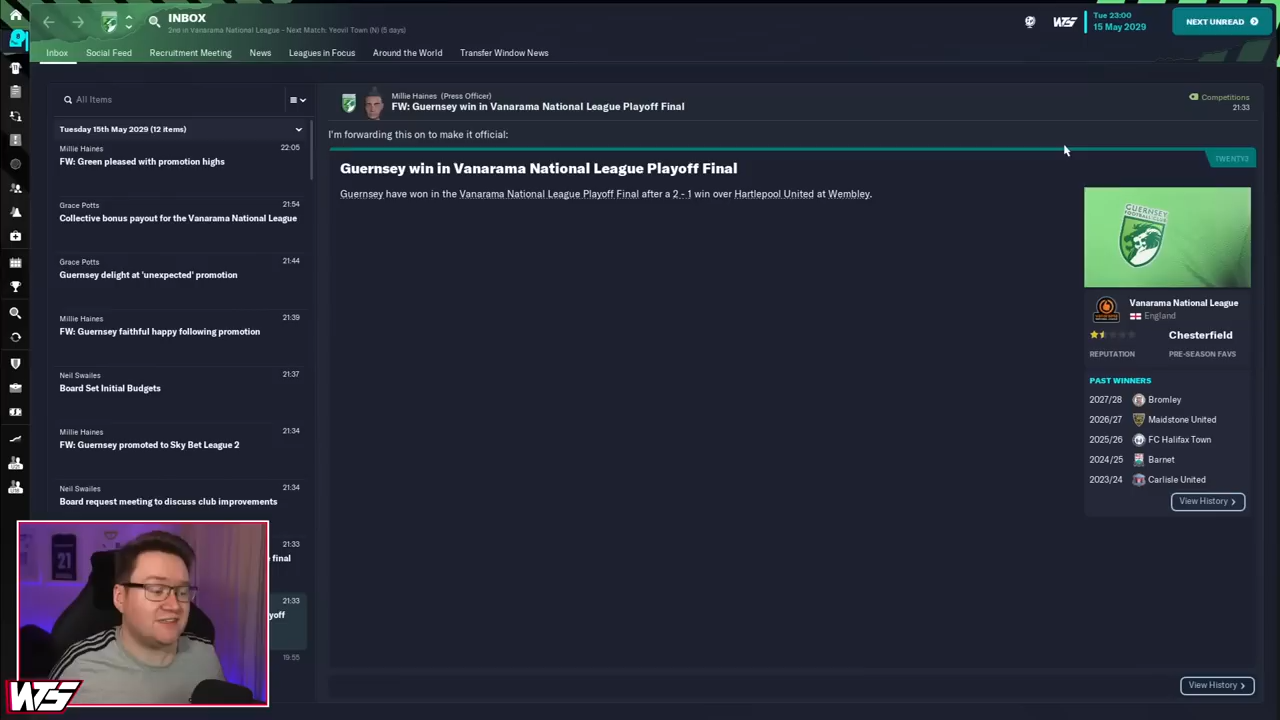 INBOX
2nd in Vanarama National League - Next Match: Yeovil Town (N) (5 days)
WTS
Tue 23:00
15 May 2029
NEXT UNREAD
Inbox
Social Feed
Recruitment Meeting
News
Leagues in Focus
Around the World
Transfer Window News
All Items
Tuesday 15th May 2029 (12 items)
Millie Haines
22:05
FW: Green pleased with promotion highs
Grace Potts
21:54
Collective bonus payout for the Vanarama National League
Grace Potts
21:44
Guernsey delight at 'unexpected' promotion
Millie Haines
21:39
FW: Guernsey faithful happy following promotion
Neil Swailes
21:37
Board Set Initial Budgets
Millie Haines
21:34
FW: Guernsey promoted to Sky Bet League 2
Neil Swailes
21:34
Board request meeting to discuss club improvements
21:33
final
21:33
19:55
Millie Haines (Press Officer)
FW: Guernsey win in Vanarama National League Playoff Final
Competitions
21:33
I'm forwarding this on to make it official:
TWENTY3
Guernsey win in Vanarama National League Playoff Final
Guernsey have won in the Vanarama National League Playoff Final after a 2 - 1 win over Hartlepool United at Wembley.
GUERNSEY
FOOTBALL CLUB
Vanarama National League
England
Chesterfield
REPUTATION
PRE-SEASON FAVS
PAST WINNERS
2027/28 Bromley
2026/27 Maidstone United
2025/26 FC Halifax Town
2024/25 Barnet
2023/24 Carlisle United
View History
View History
21
WTS